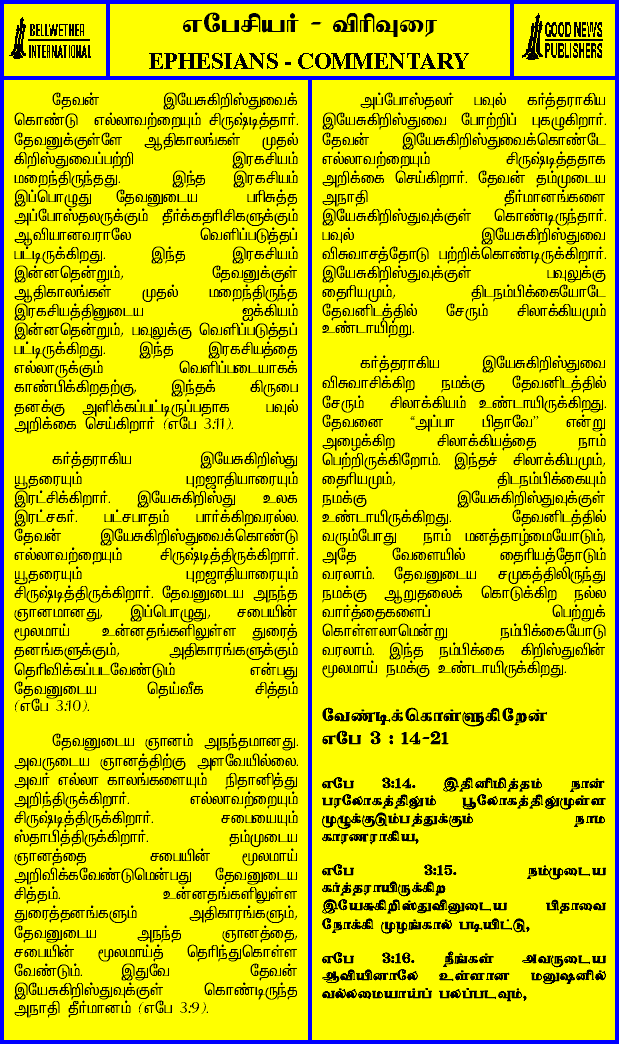 BELLWETHER
INTERNATIONAL
எபேசியர் - விரிவுரை
EPHESIANS - COMMENTARY
GOOD NEWS
PUBLISHERS
தேவன் இயேசுகிறிஸ்துவைக்
கொண்டு எல்லாவற்றையும் சிருஷ்டித்தார்.
தேவனுக்குள்ளே ஆதிகாலங்கள் முதல்
கிறிஸ்துவைப்பற்றி இரகசியம்
மறைந்திருந்தது. இந்த இரகசியம்
இப்பொழுது தேவனுடைய பரிசுத்த
அப்போஸ்தலருக்கும் தீர்க்கதரிசிகளுக்கும்
ஆவியானவராலே வெளிப்படுத்தப்
பட்டிருக்கிறது. இந்த இரகசியம்
இன்னதென்றும், தேவனுக்குள்
ஆதிகாலங்கள் முதல் மறைந்திருந்த
இரகசியத்தினுடைய ஐக்கியம்
இன்னதென்றும், பவுலுக்கு வெளிப்படுத்தப்
பட்டிருக்கிறது. இந்த இரகசியத்தை
எல்லாருக்கும் வெளிப்படையாகக்
காண்பிக்கிறதற்கு, இந்தக் கிருபை
தனக்கு அளிக்கப்பட்டிருப்பதாக பவுல்
அறிக்கை செய்கிறார் (எபே 3:11).
கர்த்தராகிய இயேசுகிறிஸ்து
யூதரையும் புறஜாதியாரையும்
இரட்சிக்கிறார். இயேசுகிறிஸ்து உலக
இரட்சகர். பட்சபாதம் பார்க்கிறவரல்ல.
தேவன் இயேசுகிறிஸ்துவைக்கொண்டு
எல்லாவற்றையும் சிருஷ்டித்திருக்கிறார்.
யூதரையும் புறஜாதியாரையும்
சிருஷ்டித்திருக்கிறார். தேவனுடைய அநந்த
ஞானமானது, இப்பொழுது, சபையின்
மூலமாய் உன்னதங்களிலுள்ள துரைத்
தனங்களுக்கும், அதிகாரங்களுக்கும்
தெரிவிக்கப்படவேண்டும் என்பது
தேவனுடைய தெய்வீக சித்தம்
(எபே 3:10).
தேவனுடைய ஞானம் அநந்தமானது.
அவருடைய ஞானத்திற்கு அளவேயில்லை.
அவர் எல்லா காலங்களையும் நிதானித்து
அறிந்திருக்கிறார். எல்லாவற்றையும்
சிருஷ்டித்திருக்கிறார். சபையையும்
ஸ்தாபித்திருக்கிறார். தம்முடைய
ஞானத்தை சபையின் மூலமாய்
அறிவிக்கவேண்டுமென்பது தேவனுடைய
சித்தம். உன்னதங்களிலுள்ள
துரைத்தனங்களும் அதிகாரங்களும்,
தேவனுடைய அநந்த ஞானத்தை,
சபையின் மூலமாய்த் தெரிந்துகொள்ள
வேண்டும். இதுவே தேவன்
இயேசுகிறிஸ்துவுக்குள் கொண்டிருந்த
அநாதி தீர்மானம் (எபே 3:9).
அப்போஸ்தலர் பவுல் கர்த்தராகிய
இயேசுகிறிஸ்துவை போற்றிப் புகழுகிறார்.
தேவன் இயேசுகிறிஸ்துவைக்கொண்டே
எல்லாவற்றையும் சிருஷ்டித்ததாக
அறிக்கை செய்கிறார். தேவன் தம்முடைய
அநாதி தீர்மானங்களை
இயேசுகிறிஸ்துவுக்குள் கொண்டிருந்தார்.
பவுல் இயேசுகிறிஸ்துவை
விசுவாசத்தோடு பற்றிக்கொண்டிருக்கிறார்.
இயேசுகிறிஸ்துவுக்குள் பவுலுக்கு
தைரியமும், திடநம்பிக்கையோடே
தேவனிடத்தில் சேரும் சிலாக்கியமும்
உண்டாயிற்று.
கர்த்தராகிய இயேசுகிறிஸ்துவை
விசுவாசிக்கிற நமக்கு தேவனிடத்தில்
சேரும் சிலாக்கியம் உண்டாயிருக்கிறது.
தேவனை “அப்பா பிதாவே” என்று
அழைக்கிற சிலாக்கியத்தை நாம்
பெற்றிருக்கிறோம். இந்தச் சிலாக்கியமும்,
தைரியமும், திடநம்பிக்கையும்
நமக்கு இயேசுகிறிஸ்துவுக்குள்
உண்டாயிருக்கிறது. தேவனிடத்தில்
வரும்போது நாம் மனத்தாழ்மையோடும்,
அதே வேளையில் தைரியத்தோடும்
வரலாம். தேவனுடைய சமுகத்திலிருந்து
நமக்கு ஆறுதலைக் கொடுக்கிற நல்ல
வார்த்தைகளைப் பெற்றுக்
கொள்ளலாமென்று நம்பிக்கையோடு
வரலாம். இந்த நம்பிக்கை கிறிஸ்துவின்
மூலமாய் நமக்கு உண்டாயிருக்கிறது.
வேண்டிக்கொள்ளுகிறேன்
எபே 3 : 14-21
எபே 3:14. இதினிமித்தம் நான்
பரலோகத்திலும் பூலோகத்திலுமுள்ள
முழுக்குடும்பத்துக்கும் நாம
காரணராகிய,
எபே 3:15. நம்முடைய
கர்த்தராயிருக்கிற
இயேசுகிறிஸ்துவினுடைய பிதாவை
நோக்கி முழங்கால் படியிட்டு,
எபே 3:16. நீங்கள் அவருடைய
ஆவியினாலே உள்ளான மனுஷனில்
வல்லமையாய்ப் பலப்படவும்,